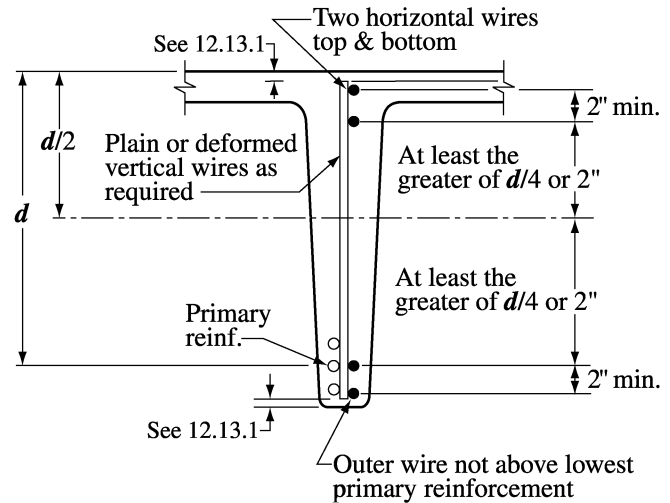 Two horizontal wires
top & bottom
See 12.13.1
2" min.
d/2
Plain or deformed
vertical wires as
required
At least the
greater of d/4 or 2"
d
At least the
greater of d/4 or 2"
Primary
reinf.
2" min.
See 12.13.1
Outer wire not above lowest
primary reinforcement